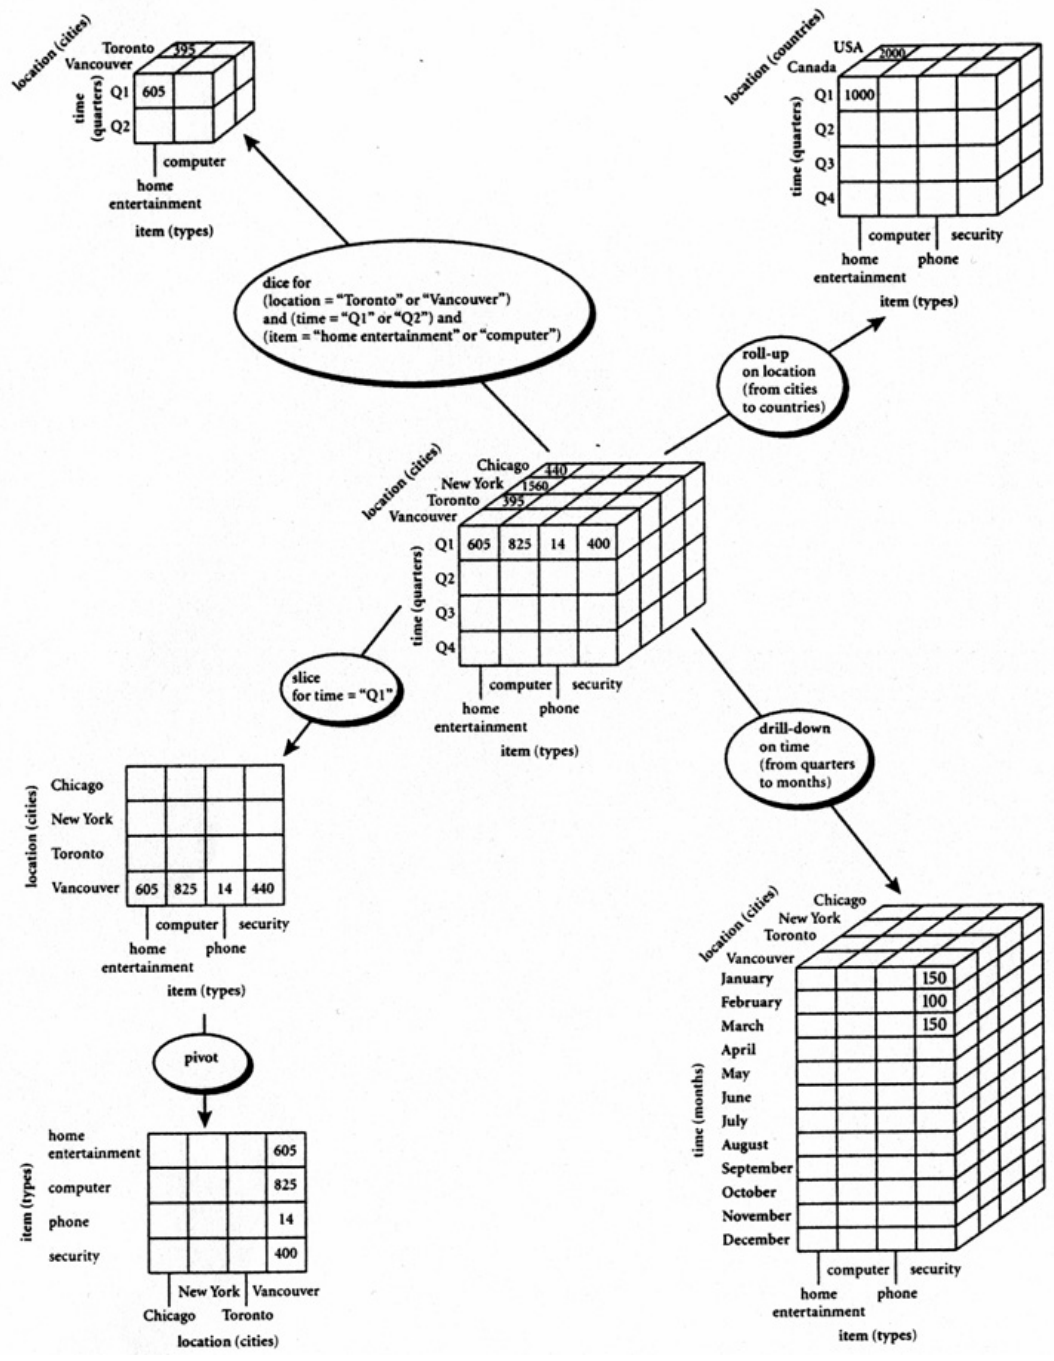 location (cities)
Toronto 395
Vancouver
time
(quarters)
Q1 605
Q2
computer
home
entertainment
item (types)
location (countries)
USA 2000
Canada
time (quarters)
Q1 1000
Q2
Q3
Q4
computer security
home phone
entertainment
item (types)
dice for
(location = “Toronto” or “Vancouver”)
and (time = “Q1” or “Q2”) and
(item = “home entertainment” or “computer”)
roll-up
on location
(from cities
to countries)
location (cities)
Chicago 440
New York 1560
Toronto 395
Vancouver
time (quarters)
Q1 605 825 14 400
Q2
Q3
Q4
computer security
home phone
entertainment
item (types)
slice
for time = “Q1”
drill-down
on time
(from quarters
to months)
location (cities)
Chicago
New York
Toronto
Vancouver 605 825 14 440
computer security
home phone
entertainment
item (types)
pivot
item (types)
home
entertainment 605
computer 825
phone 14
security 400
New York Vancouver
Chicago Toronto
location (cities)
location (cities)
Chicago
New York
Toronto
Vancouver
time (months)
January 150
February 100
March 150
April
May
June
July
August
September
October
November
December
computer security
home phone
entertainment
item (types)